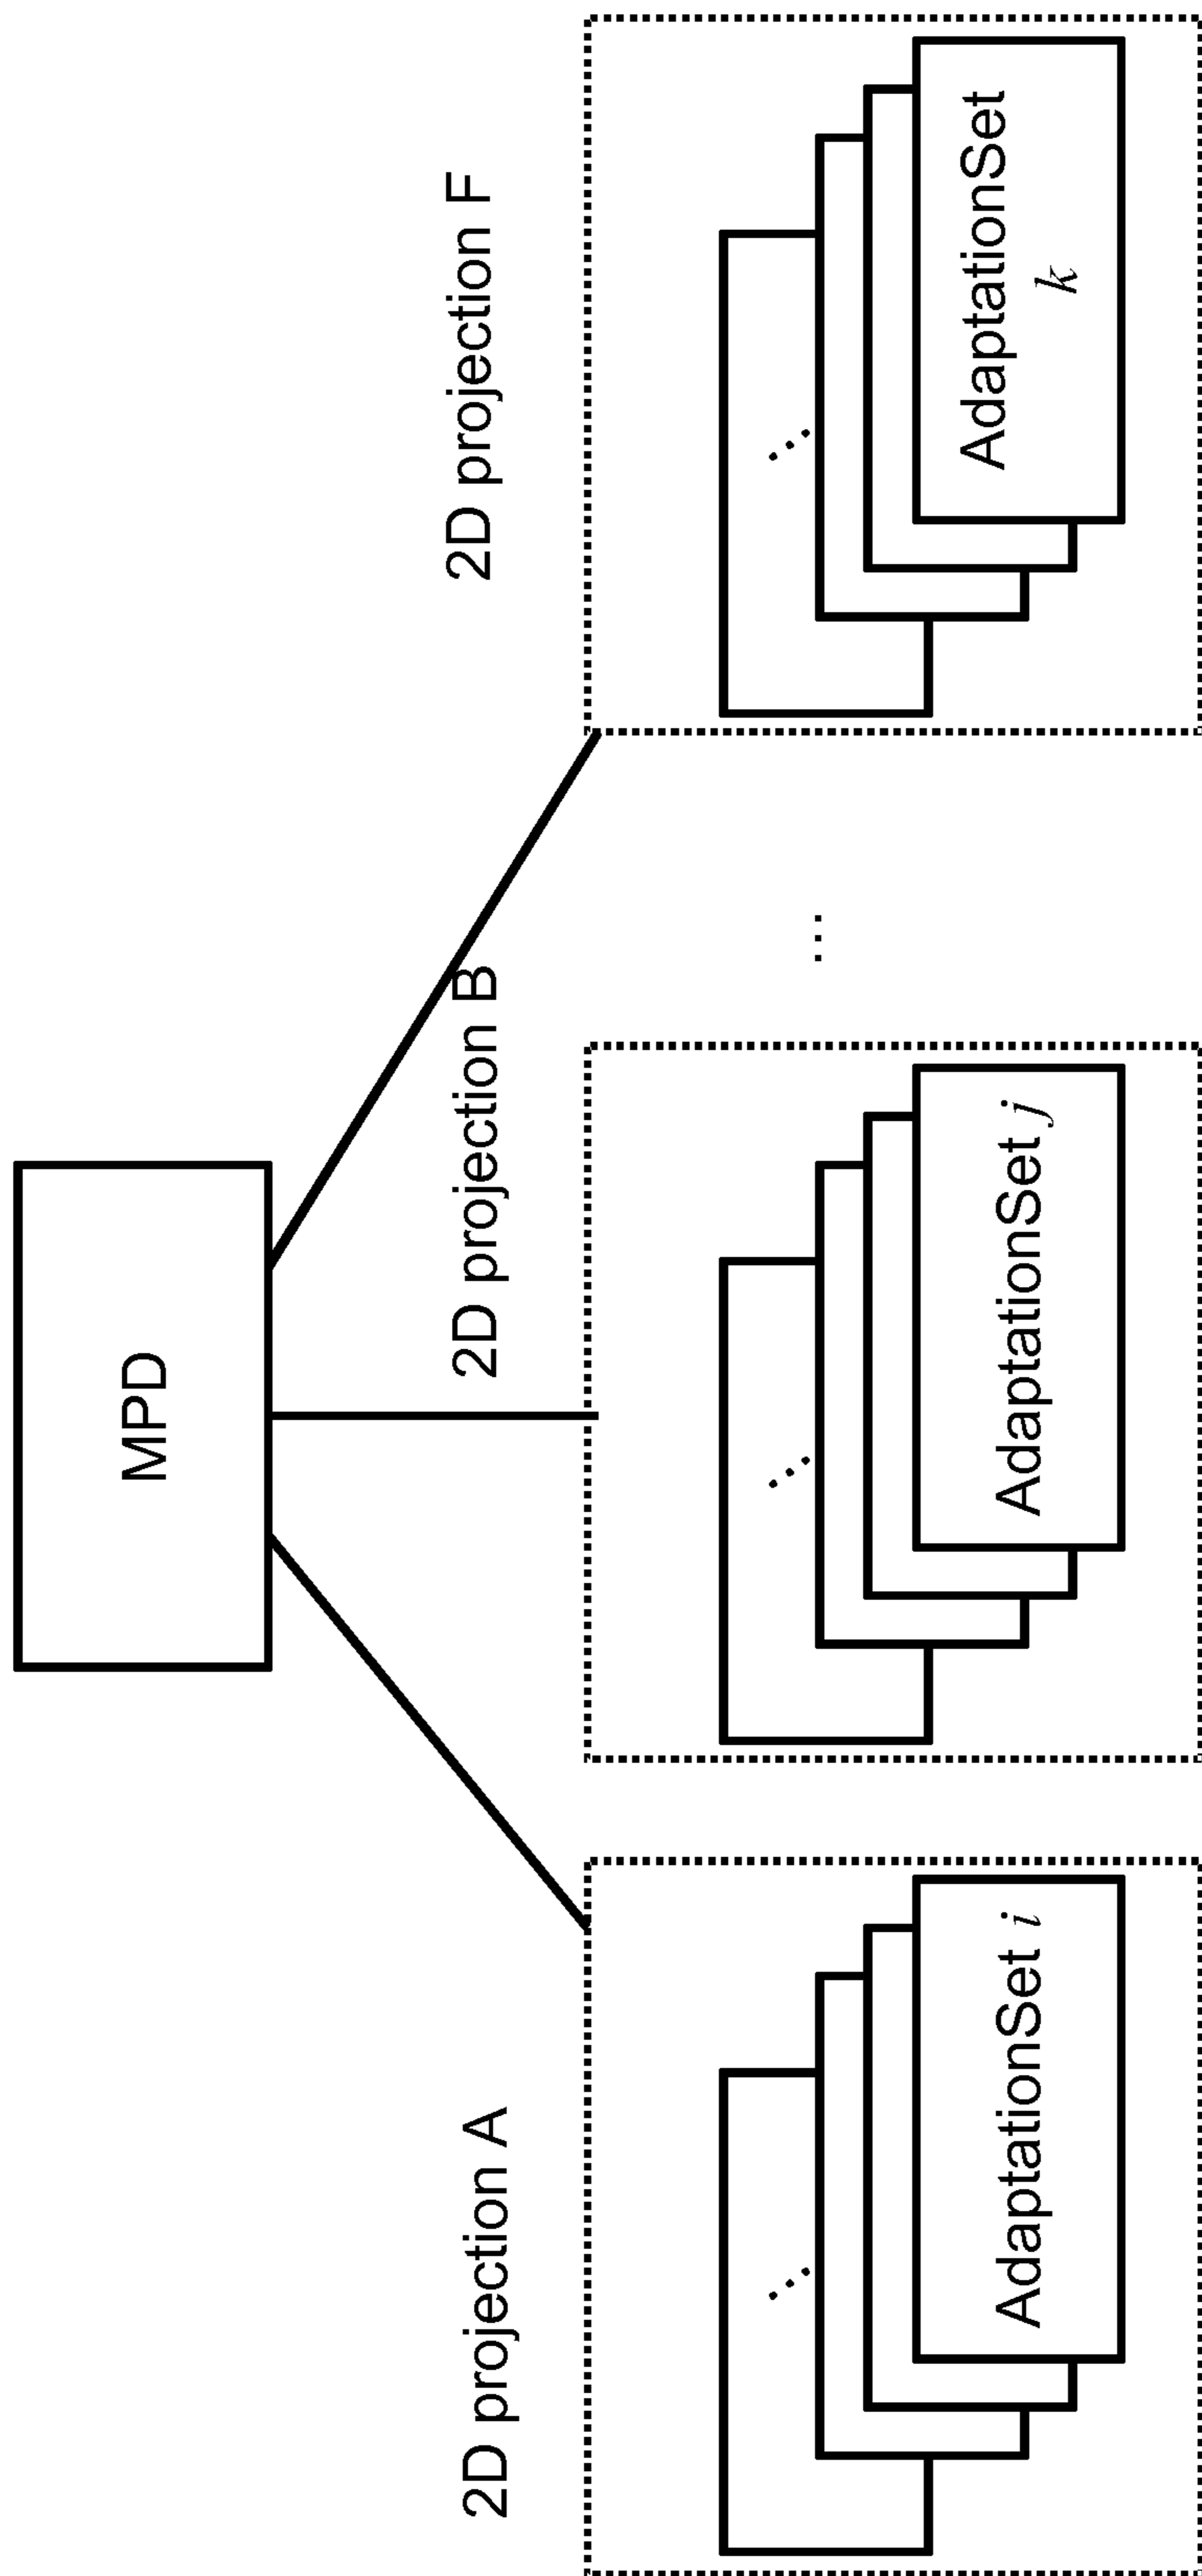 MPD
2D projection A
2D projection B
2D projection F
AdaptationSet i
AdaptationSet j
...
AdaptationSet
k